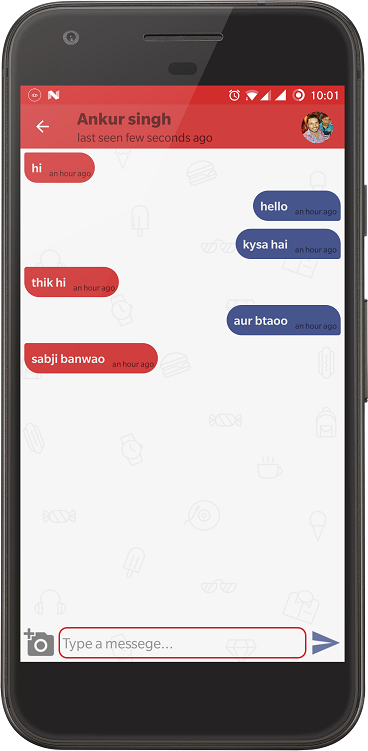 10:01
Ankur singh
last seen few seconds ago
hi an hour ago
hello an hour ago
kysa hai an hour ago
thik hi an hour ago
aur btaoo an hour ago
sabji banwao an hour ago
Type a messege...